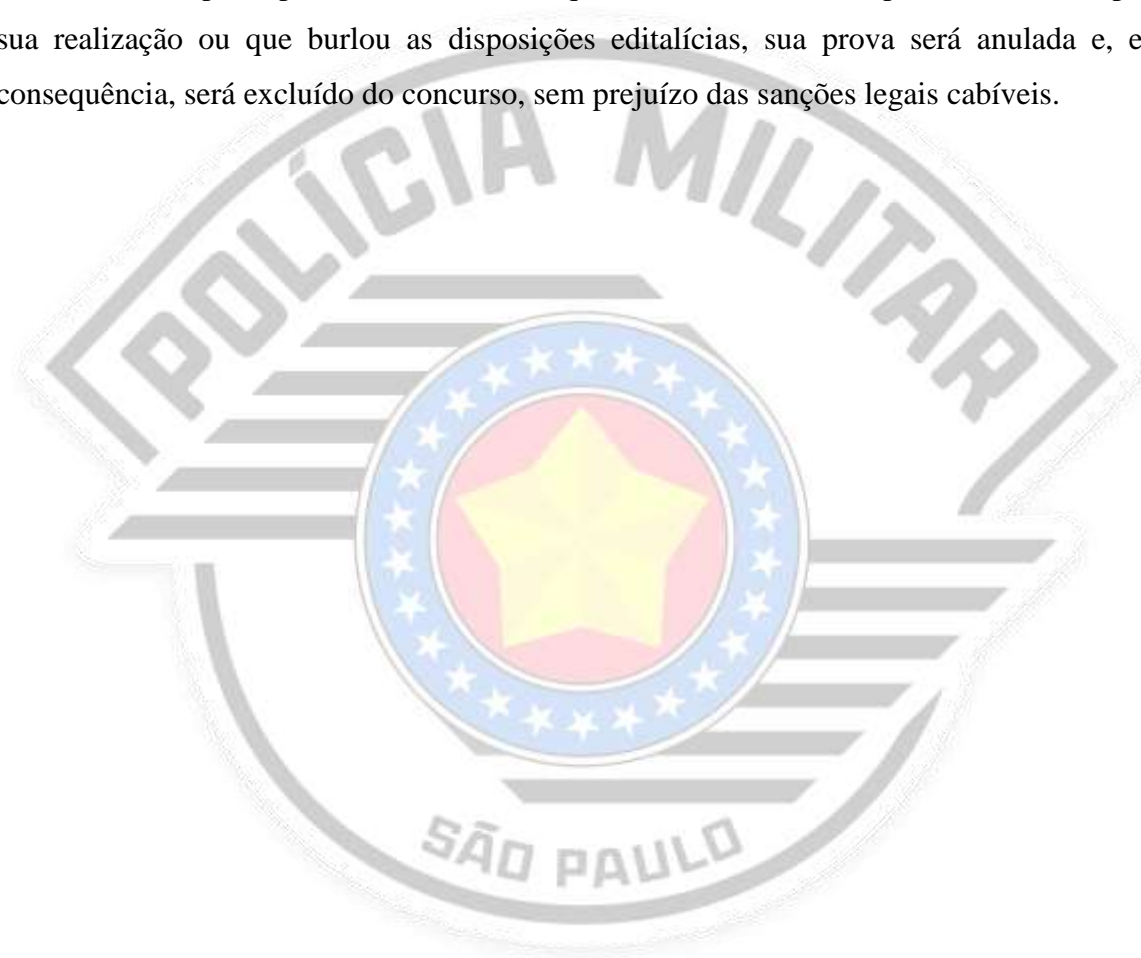 sua realização ou que burlou as disposições editalícias, sua prova será anulada e, e
consequência, será excluído do concurso, sem prejuízo das sanções legais cabíveis.
POLÍCIA MILITAR
SÃO PAULO